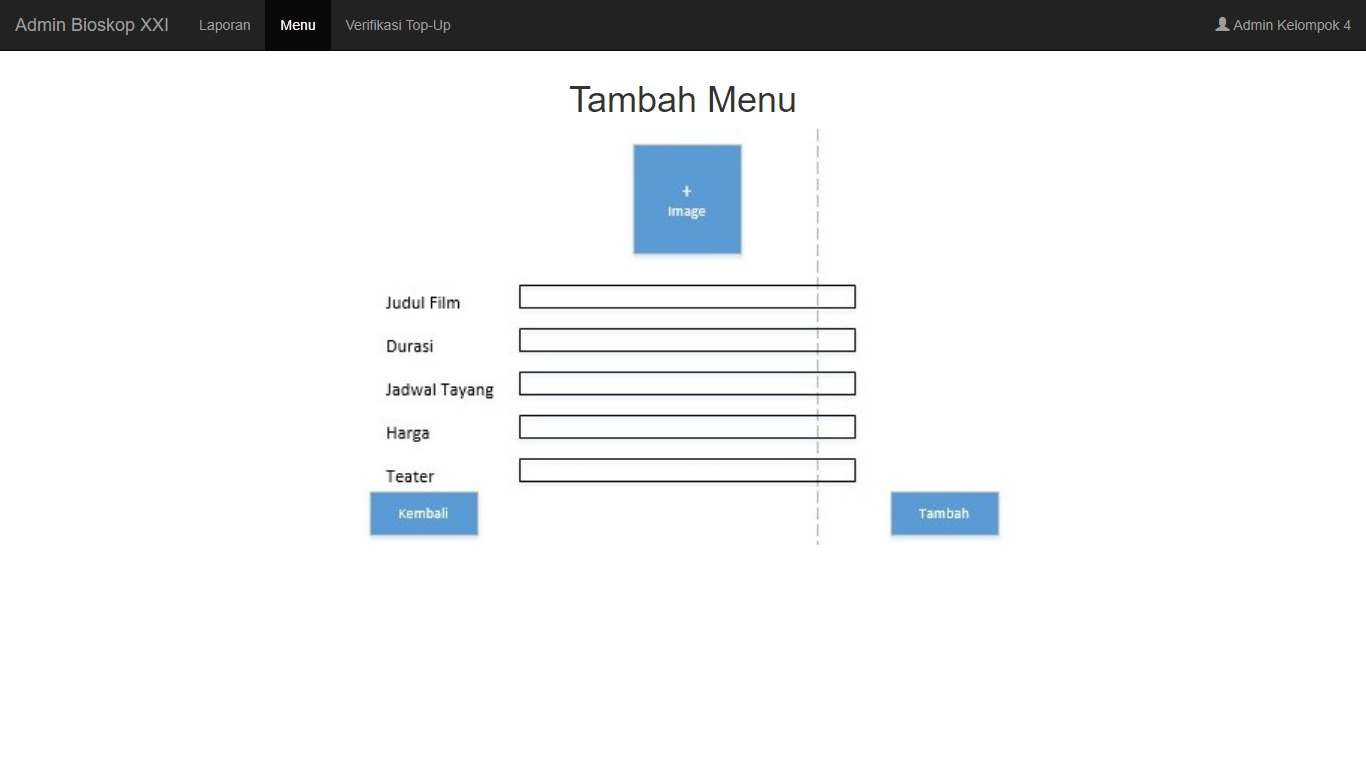 Admin Bioskop XXI Laporan Menu Verifikasi Top-Up Admin Kelompok 4
Tambah Menu
+
Image
Judul Film
Durasi
Jadwal Tayang
Harga
Teater
Kembali Tambah